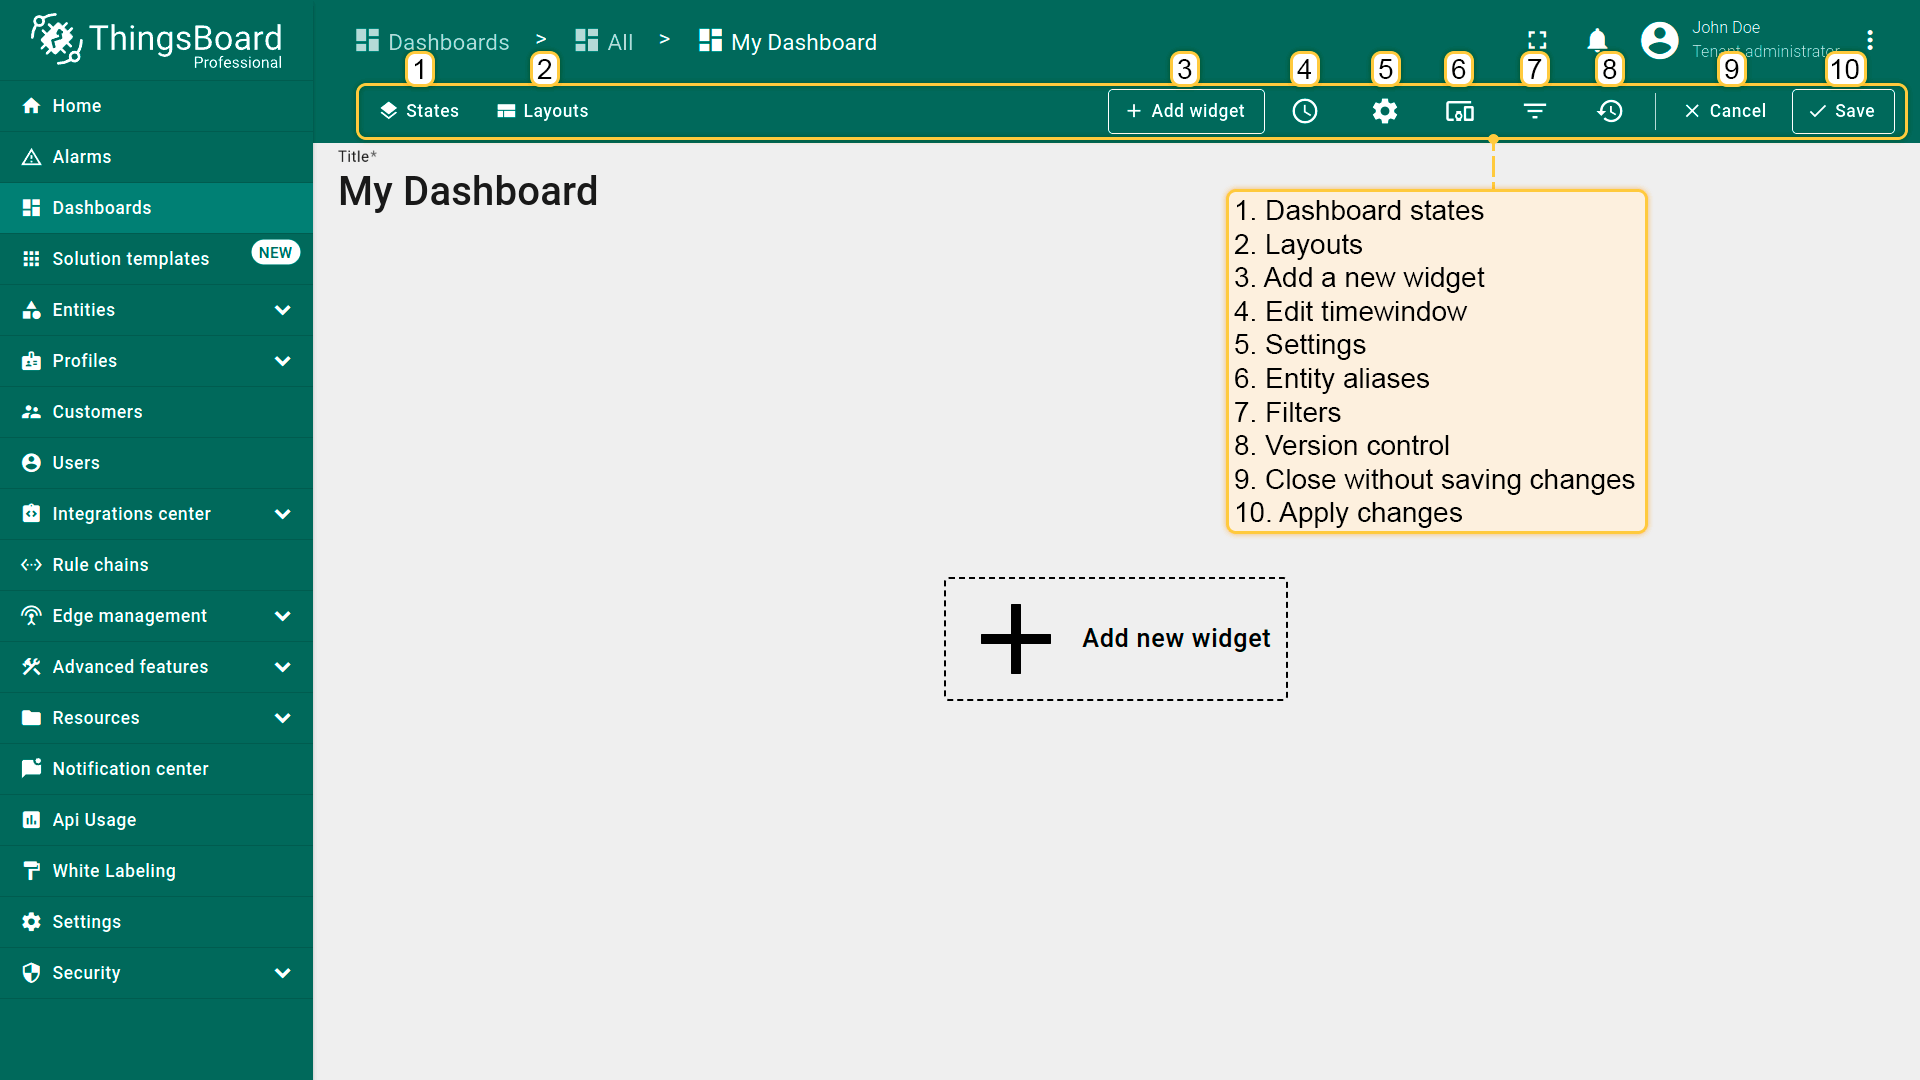 ThingsBoard
Professional
Home
Alarms
Dashboards
Solution templates NEW
Entities
Profiles
Customers
Users
Integrations center
Rule chains
Edge management
Advanced features
Resources
Notification center
Api Usage
White Labeling
Settings
Security
Dashboards > All > My Dashboard
John Doe
Tenant administrator
1 2 3 4 5 6 7 8 9 10
States Layouts + Add widget Cancel Save
Title*
My Dashboard
1. Dashboard states
2. Layouts
3. Add a new widget
4. Edit timewindow
5. Settings
6. Entity aliases
7. Filters
8. Version control
9. Close without saving changes
10. Apply changes
Add new widget